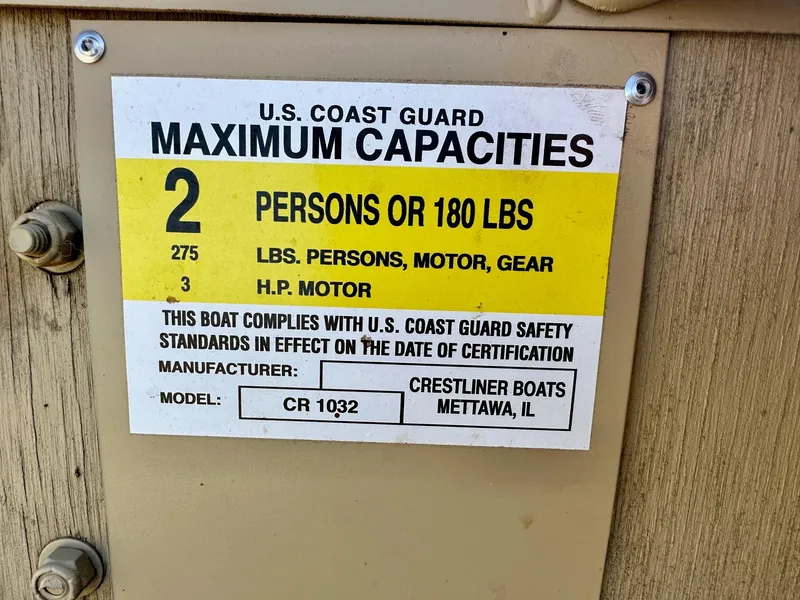 U.S. COAST GUARD
MAXIMUM CAPACITIES
2 PERSONS OR 180 LBS
275 LBS. PERSONS, MOTOR, GEAR
3 H.P. MOTOR
THIS BOAT COMPLIES WITH U.S. COAST GUARD SAFETY
STANDARDS IN EFFECT ON THE DATE OF CERTIFICATION
MANUFACTURER: CRESTLINER BOATS
METTAWA, IL
MODEL: CR 1032